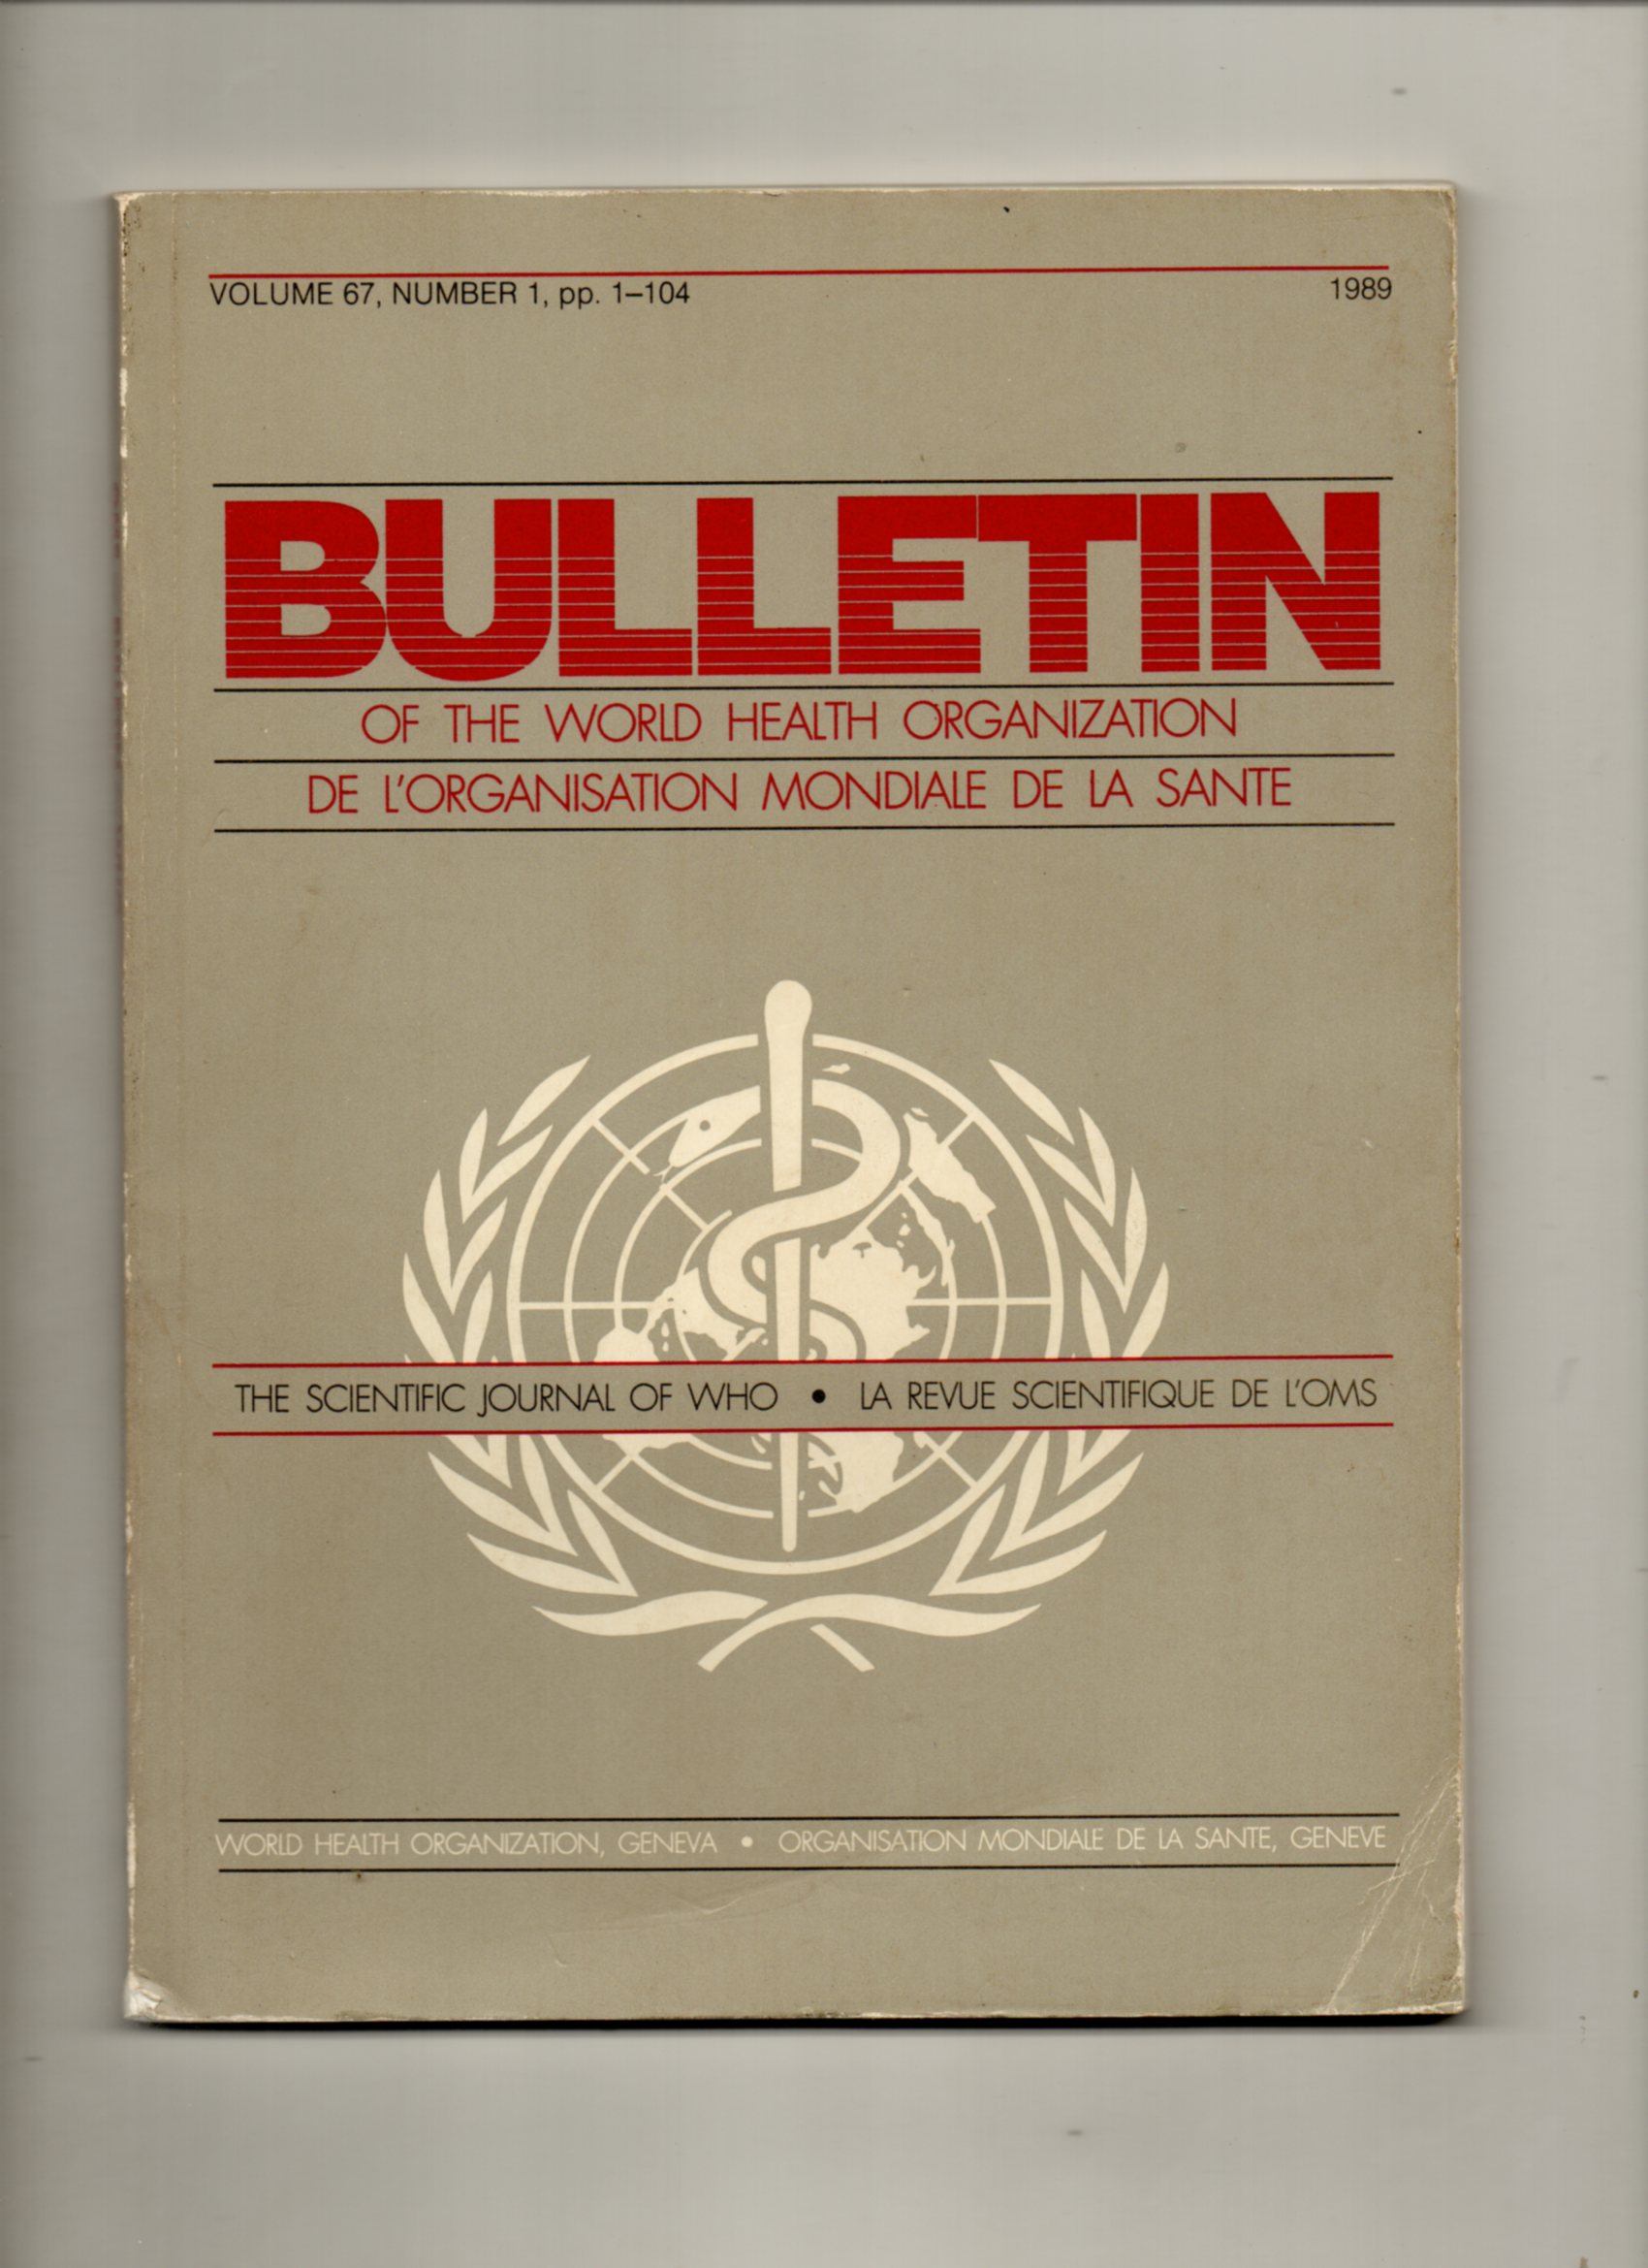 VOLUME 67, NUMBER 1, pp. 1–104
1989
BULLETIN
OF THE WORLD HEALTH ORGANIZATION
DE L'ORGANISATION MONDIALE DE LA SANTE
THE SCIENTIFIC JOURNAL OF WHO • LA REVUE SCIENTIFIQUE DE L'OMS
WORLD HEALTH ORGANIZATION, GENEVA • ORGANISATION MONDIALE DE LA SANTE, GENEVE